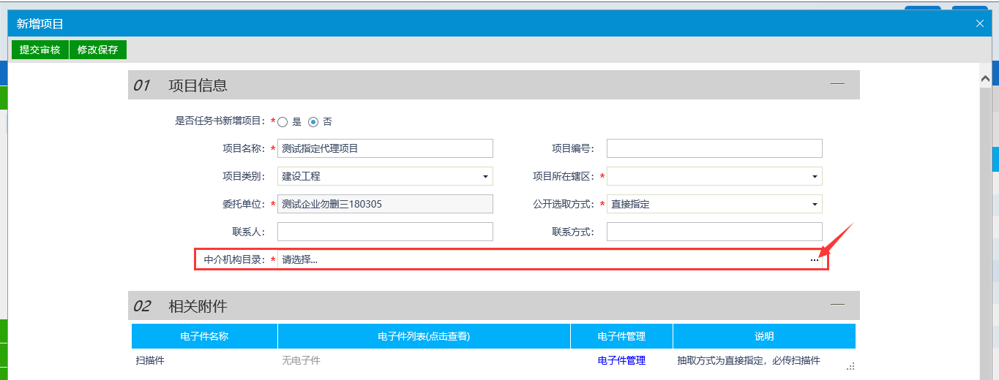 新增项目
提交审核 修改保存
01 项目信息
是否任务书新增项目：* 是 否
项目名称：* 测试指定代理项目 项目编号：
项目类别： 建设工程 项目所在辖区：*
委托单位：* 测试企业勿删三180305 公开选取方式：* 直接指定
联系人： 联系方式：
中介机构目录：* 请选择... ...
02 相关附件
电子件名称 电子件列表(点击查看) 电子件管理 说明
扫描件 无电子件 电子件管理 抽取方式为直接指定，必传扫描件